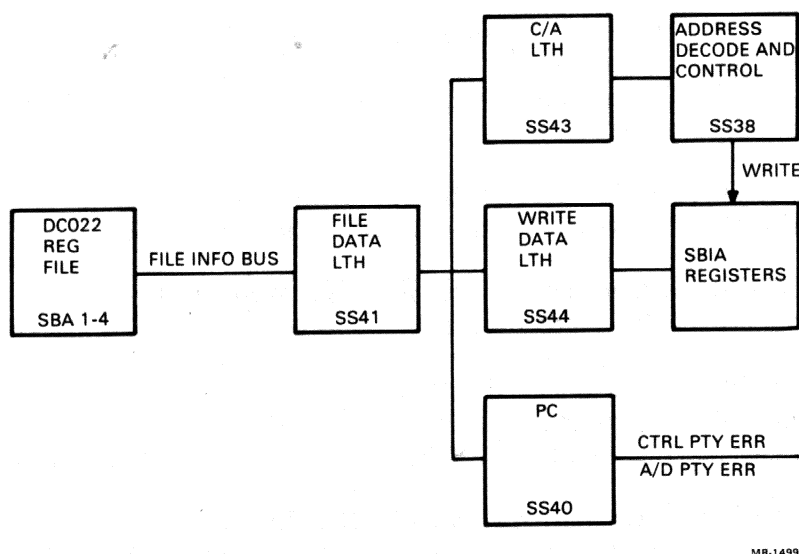 C/A
LTH
SS43
ADDRESS
DECODE AND
CONTROL
SS38
WRITE
DC022
REG
FILE
SBA 1-4
FILE INFO BUS
FILE
DATA
LTH
SS41
WRITE
DATA
LTH
SS44
SBIA
REGISTERS
PC
SS40
CTRL PTY ERR
A/D PTY ERR
MR-1499